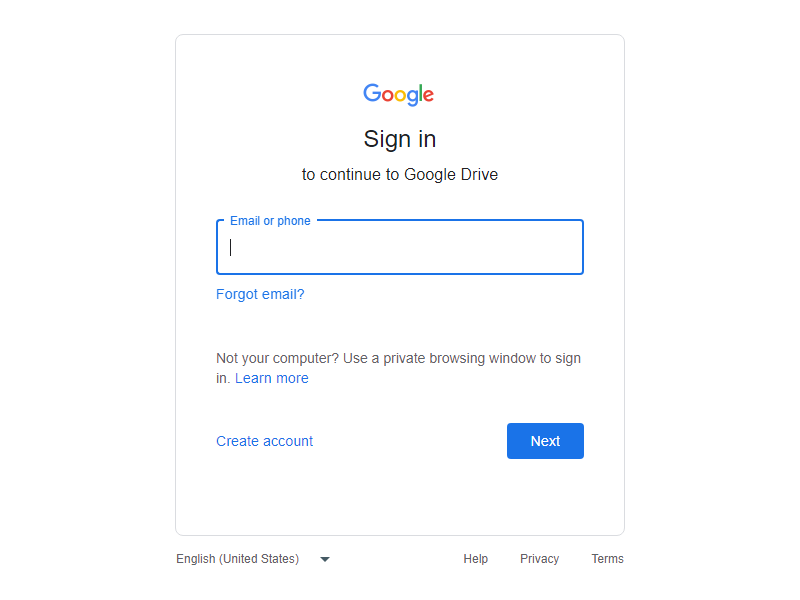 Google
Sign in
to continue to Google Drive
Email or phone
Forgot email?
Not your computer? Use a private browsing window to sign
in. Learn more
Create account
Next
English (United States)
Help
Privacy
Terms